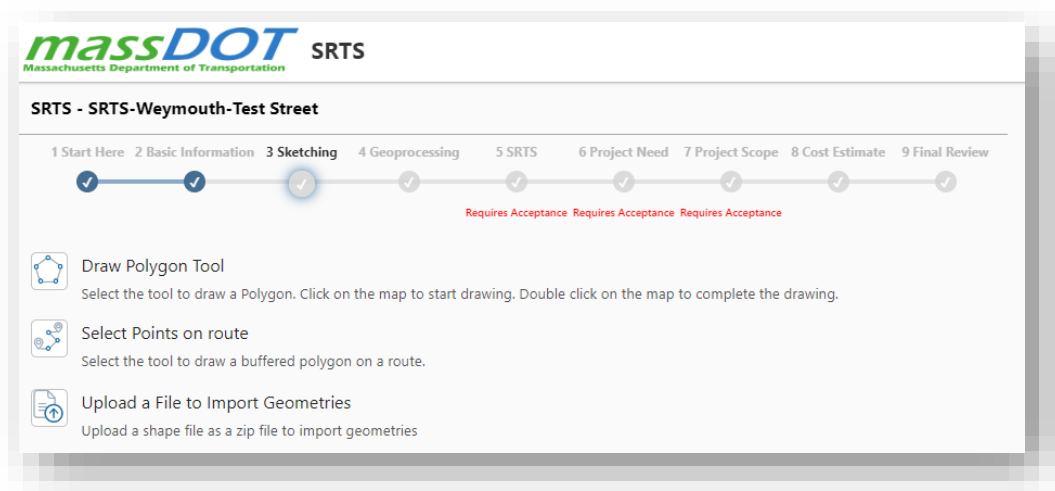 massDOT SRTS
Massachusetts Department of Transportation
SRTS - SRTS-Weymouth-Test Street
1 Start Here 2 Basic Information 3 Sketching 4 Geoprocessing 5 SRTS 6 Project Need 7 Project Scope 8 Cost Estimate 9 Final Review
Requires Acceptance Requires Acceptance Requires Acceptance
Draw Polygon Tool
Select the tool to draw a Polygon. Click on the map to start drawing. Double click on the map to complete the drawing.
Select Points on route
Select the tool to draw a buffered polygon on a route.
Upload a File to Import Geometries
Upload a shape file as a zip file to import geometries